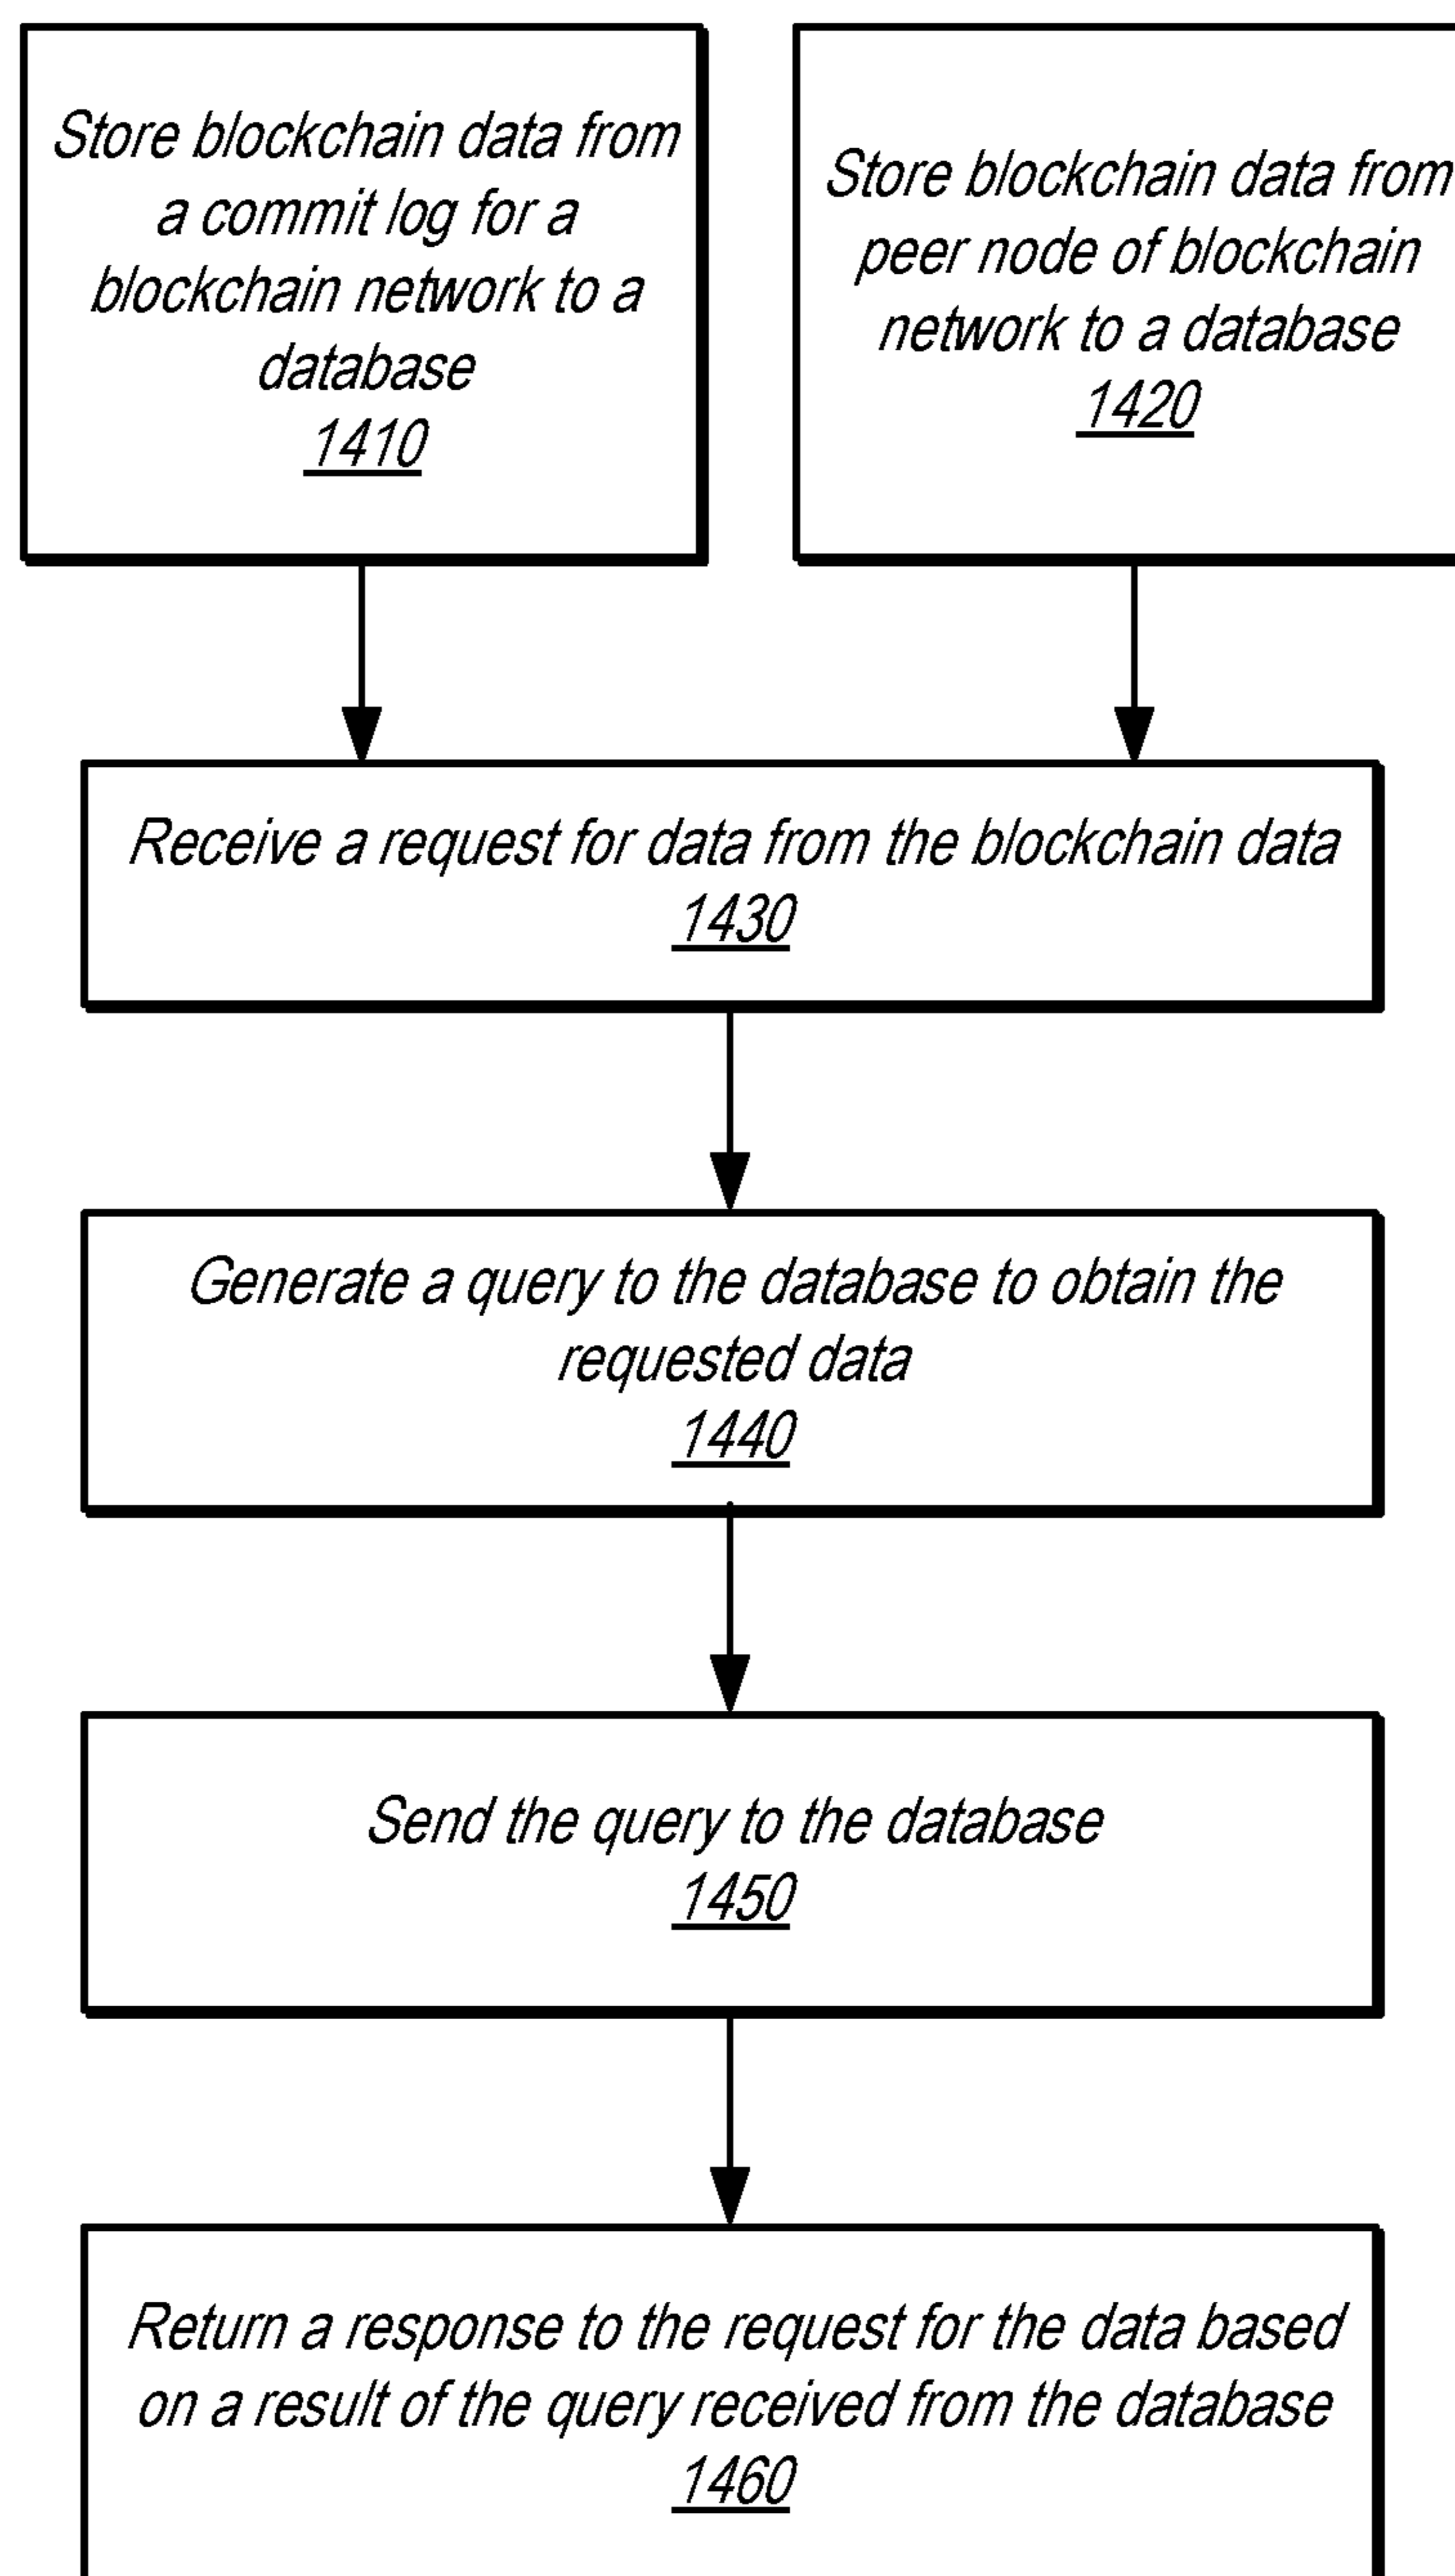 Store blockchain data from
a commit log for a
blockchain network to a
database
1410
Store blockchain data from
peer node of blockchain
network to a database
1420
Receive a request for data from the blockchain data
1430
Generate a query to the database to obtain the
requested data
1440
Send the query to the database
1450
Return a response to the request for the data based
on a result of the query received from the database
1460